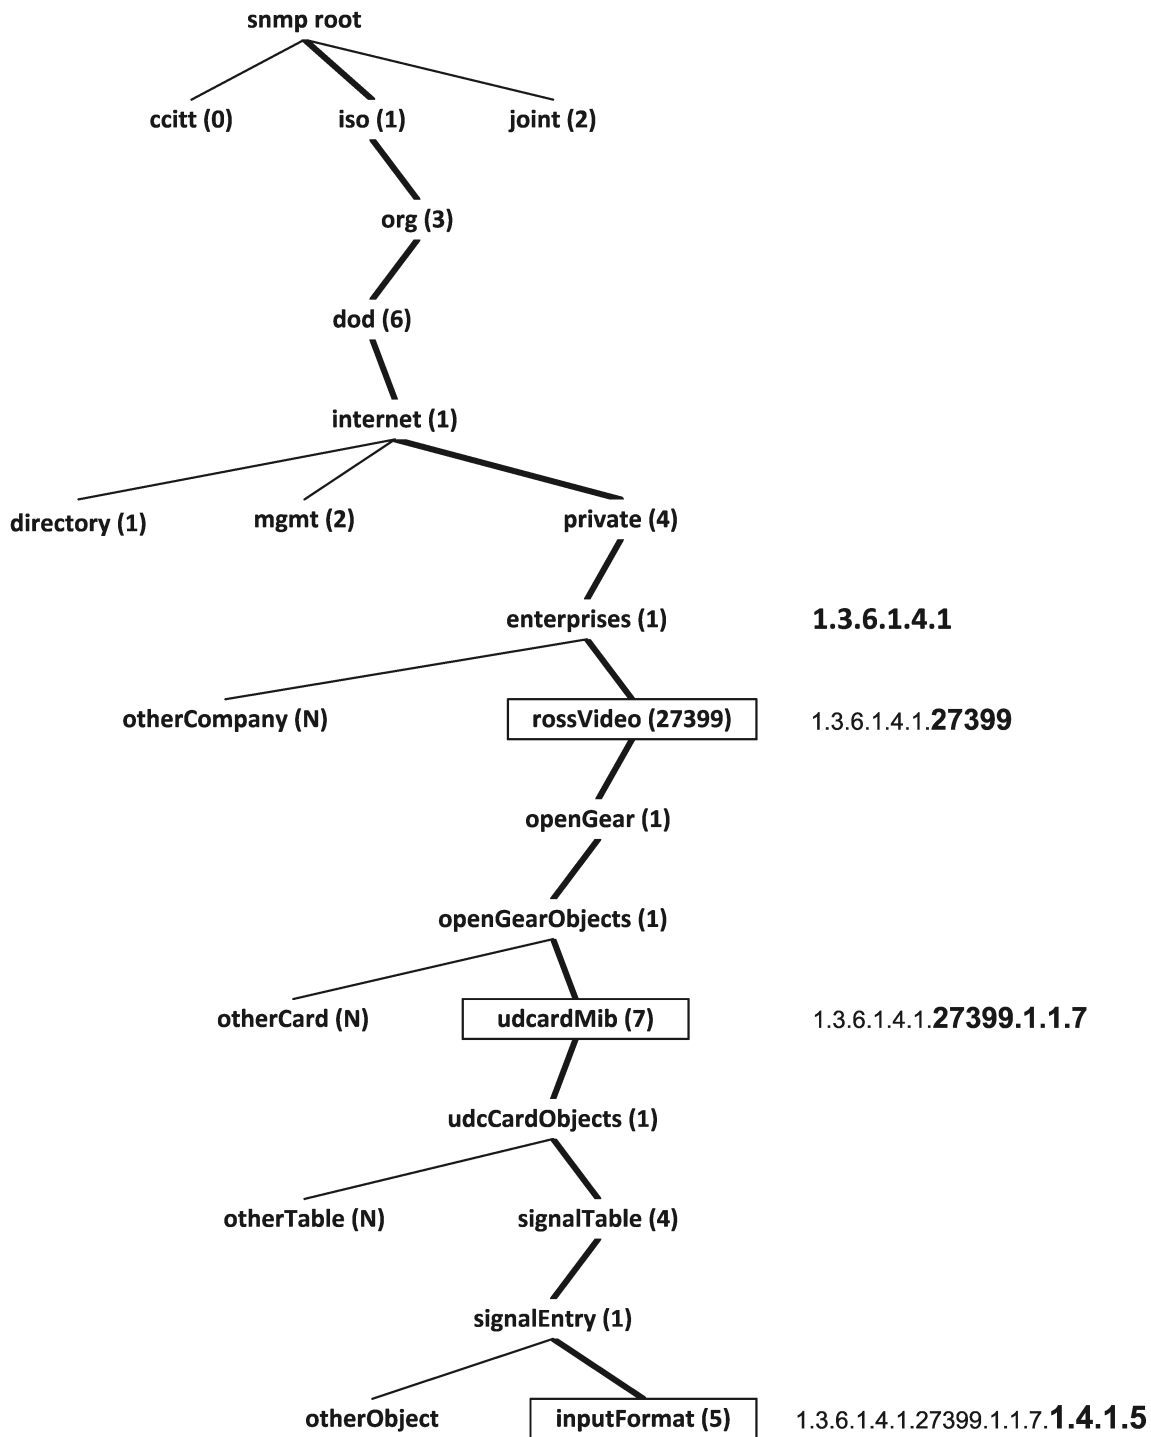 snmp root
ccitt (0) iso (1) joint (2)
org (3)
dod (6)
internet (1)
directory (1) mgmt (2) private (4)
enterprises (1) 1.3.6.1.4.1
otherCompany (N) rossVideo (27399) 1.3.6.1.4.1.27399
openGear (1)
openGearObjects (1)
otherCard (N) udcardMib (7) 1.3.6.1.4.1.27399.1.1.7
udcCardObjects (1)
otherTable (N) signalTable (4)
signalEntry (1)
otherObject inputFormat (5) 1.3.6.1.4.1.27399.1.1.7.1.4.1.5